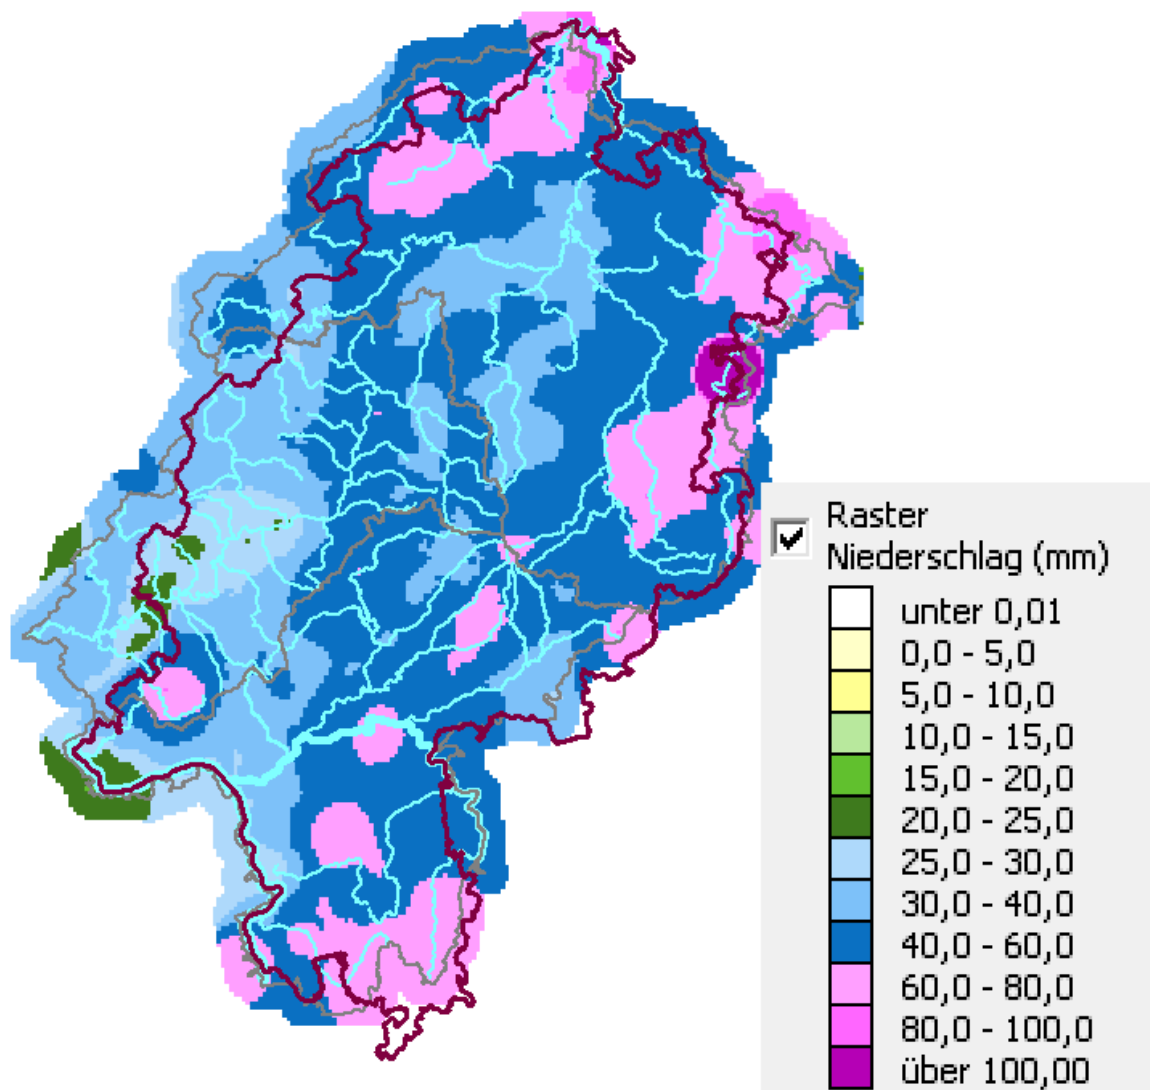 Raster
Niederschlag (mm)
unter 0,01
0,0 - 5,0
5,0 - 10,0
10,0 - 15,0
15,0 - 20,0
20,0 - 25,0
25,0 - 30,0
30,0 - 40,0
40,0 - 60,0
60,0 - 80,0
80,0 - 100,0
über 100,00